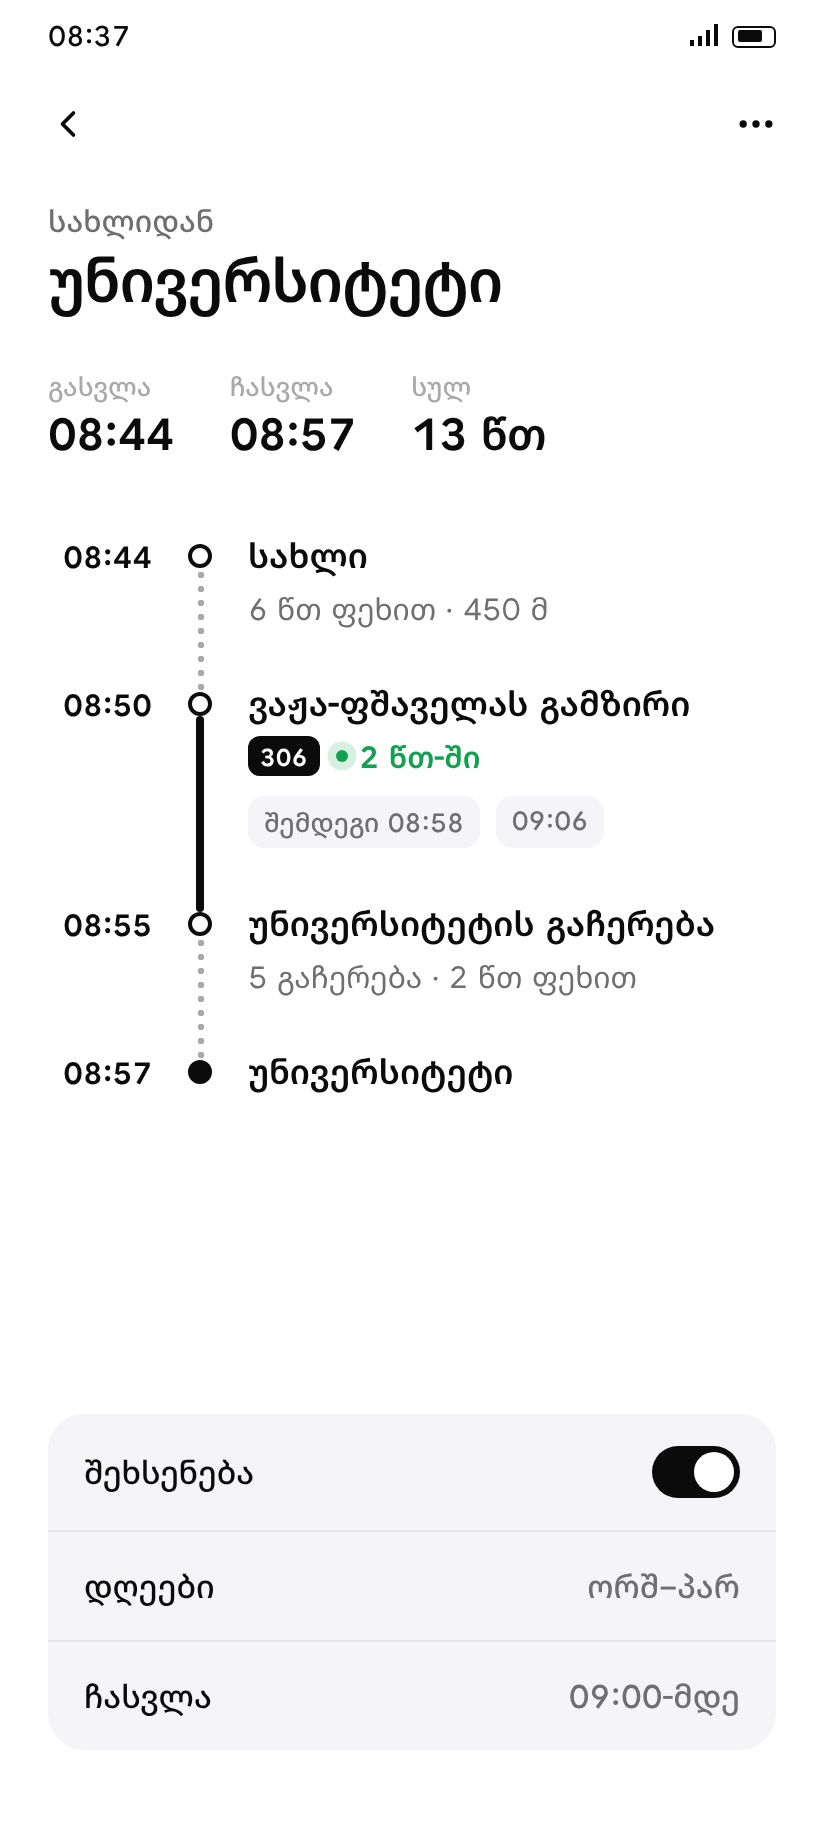 08:37
სახლიდან
უნივერსიტეტი
გასვლა ჩასვლა სულ
08:44 08:57 13 წთ
08:44 სახლი
6 წთ ფეხით · 450 მ
08:50 ვაჟა-ფშაველას გამზირი
306 2 წთ-ში
შემდეგი 08:58 09:06
08:55 უნივერსიტეტის გაჩერება
5 გაჩერება · 2 წთ ფეხით
08:57 უნივერსიტეტი
შეხსენება
დღეები ორშ–პარ
ჩასვლა 09:00-მდე